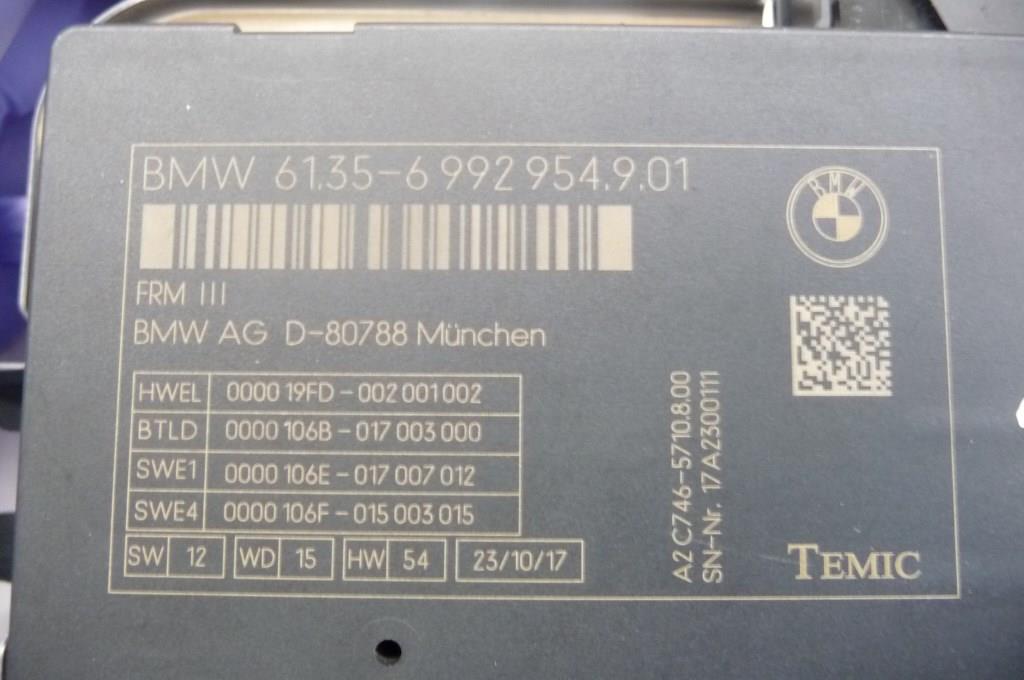 BMW 61.35-6 992 954.9.01
BMW
FRM III
BMW AG D-80788 München
HWEL 0000 19FD - 002 001 002
BTLD 0000 106B - 017 003 000
SWE1 0000 106E - 017 007 012
SWE4 0000 106F - 015 003 015
SW 12 WD 15 HW 54 23/10/17
A2C746-5710.8.00
SN-Nr. 17A2300111
TEMIC